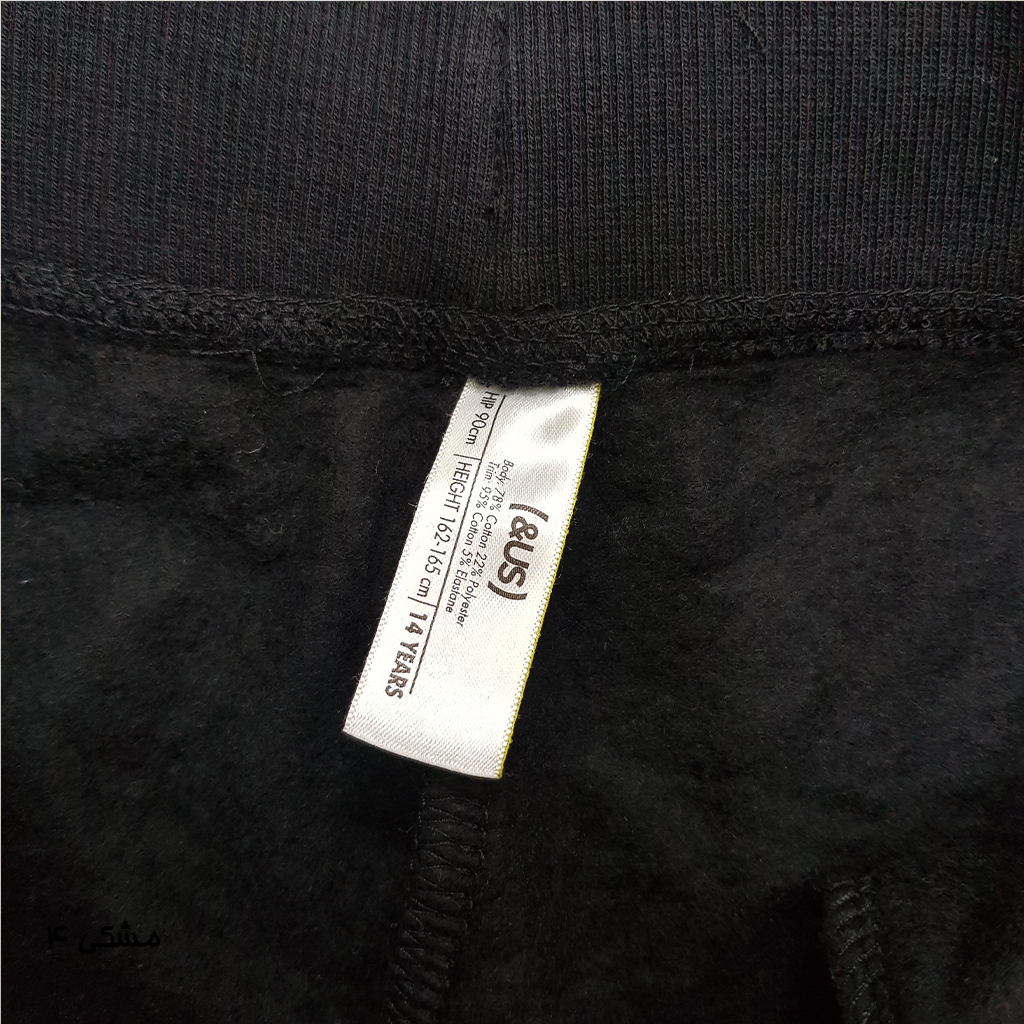 (&US)
Body: 78% Cotton 22% Polyester
Trim: 95% Cotton 5% Elastane
HIP 90cm | HEIGHT 162-165 cm | 14 YEARS
مشکی ۴